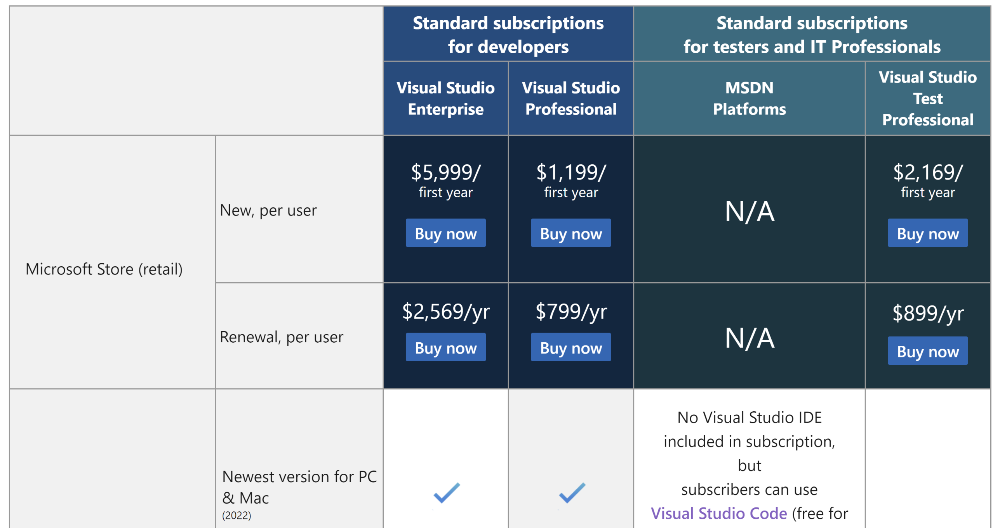 Standard subscriptions
for developers
Standard subscriptions
for testers and IT Professionals
Visual Studio
Enterprise
Visual Studio
Professional
MSDN
Platforms
Visual Studio
Test
Professional
Microsoft Store (retail)
New, per user
$5,999/
first year
Buy now
$1,199/
first year
Buy now
N/A
$2,169/
first year
Buy now
Renewal, per user
$2,569/yr
Buy now
$799/yr
Buy now
N/A
$899/yr
Buy now
Newest version for PC
& Mac
(2022)
No Visual Studio IDE
included in subscription,
but
subscribers can use
Visual Studio Code (free for